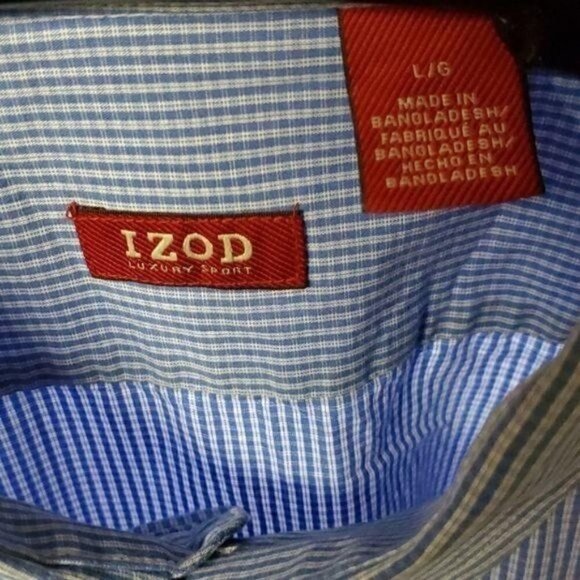 L/G
MADE IN
BANGLADESH/
FABRIQUÉ AU
BANGLADESH/
HECHO EN
BANGLADESH
IZOD
LUXURY SPORT